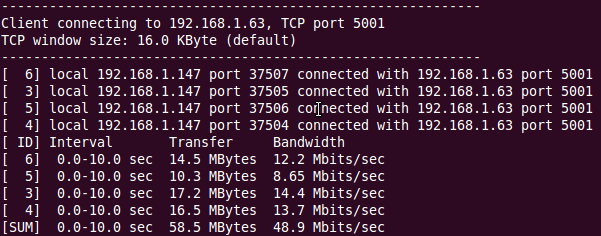 ------------------------------------------------------------
Client connecting to 192.168.1.63, TCP port 5001
TCP window size: 16.0 KByte (default)
------------------------------------------------------------
[  6] local 192.168.1.147 port 37507 connected with 192.168.1.63 port 5001
[  3] local 192.168.1.147 port 37505 connected with 192.168.1.63 port 5001
[  5] local 192.168.1.147 port 37506 connected with 192.168.1.63 port 5001
[  4] local 192.168.1.147 port 37504 connected with 192.168.1.63 port 5001
[ ID] Interval       Transfer     Bandwidth
[  6]  0.0-10.0 sec  14.5 MBytes  12.2 Mbits/sec
[  5]  0.0-10.0 sec  10.3 MBytes  8.65 Mbits/sec
[  3]  0.0-10.0 sec  17.2 MBytes  14.4 Mbits/sec
[  4]  0.0-10.0 sec  16.5 MBytes  13.7 Mbits/sec
[SUM]  0.0-10.0 sec  58.5 MBytes  48.9 Mbits/sec